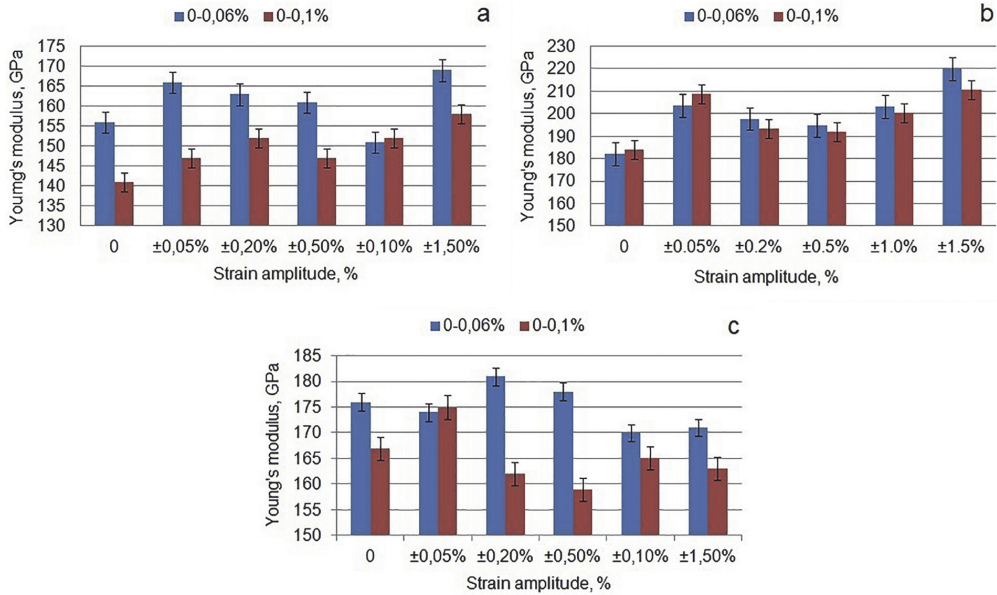 a
0-0,06% 0-0,1%
Yourng's modulus, GPa
175
170
165
160
155
150
145
140
135
130
0 ±0,05% ±0,20% ±0,50% ±0,10% ±1,50%
Strain amplitude, %
b
0-0,06% 0-0,1%
Young's modulus, GPa
230
220
210
200
190
180
170
160
150
0 ±0.05% ±0.2% ±0.5% ±1.0% ±1.5%
Strain amplitude, %
c
0-0,06% 0-0,1%
Young's modulus, GPa
185
180
175
170
165
160
155
150
0 ±0,05% ±0,20% ±0,50% ±0,10% ±1,50%
Strain amplitude, %